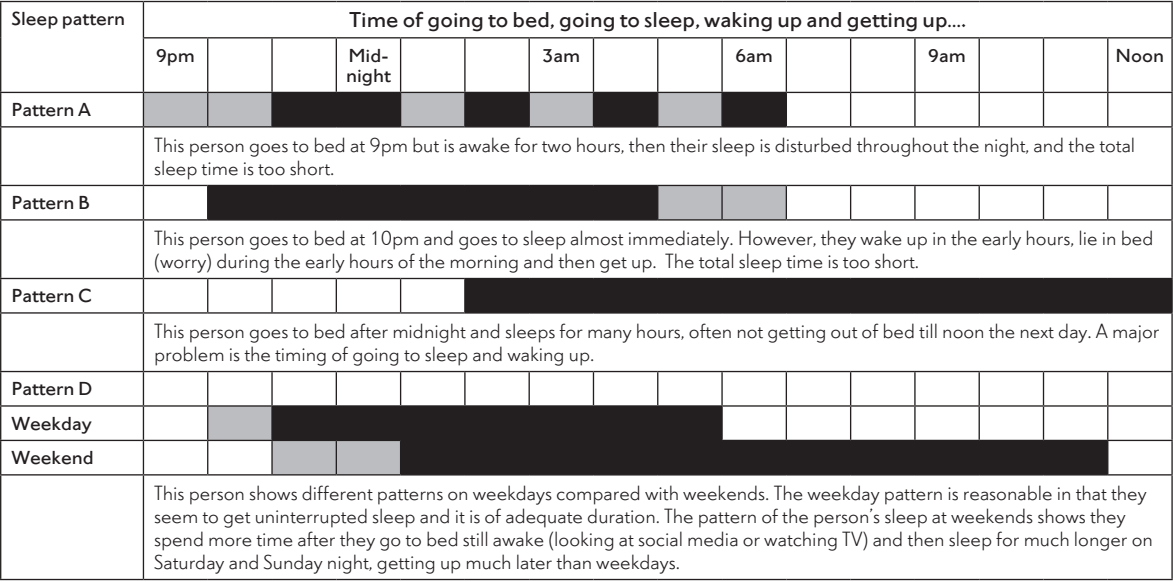 Sleep pattern
Time of going to bed, going to sleep, waking up and getting up....
9pm Mid- 3am 6am 9am Noon
night
Pattern A
This person goes to bed at 9pm but is awake for two hours, then their sleep is disturbed throughout the night, and the total
sleep time is too short.
Pattern B
This person goes to bed at 10pm and goes to sleep almost immediately. However, they wake up in the early hours, lie in bed
(worry) during the early hours of the morning and then get up. The total sleep time is too short.
Pattern C
This person goes to bed after midnight and sleeps for many hours, often not getting out of bed till noon the next day. A major
problem is the timing of going to sleep and waking up.
Pattern D
Weekday
Weekend
This person shows different patterns on weekdays compared with weekends. The weekday pattern is reasonable in that they
seem to get uninterrupted sleep and it is of adequate duration. The pattern of the person's sleep at weekends shows they
spend more time after they go to bed still awake (looking at social media or watching TV) and then sleep for much longer on
Saturday and Sunday night, getting up much later than weekdays.